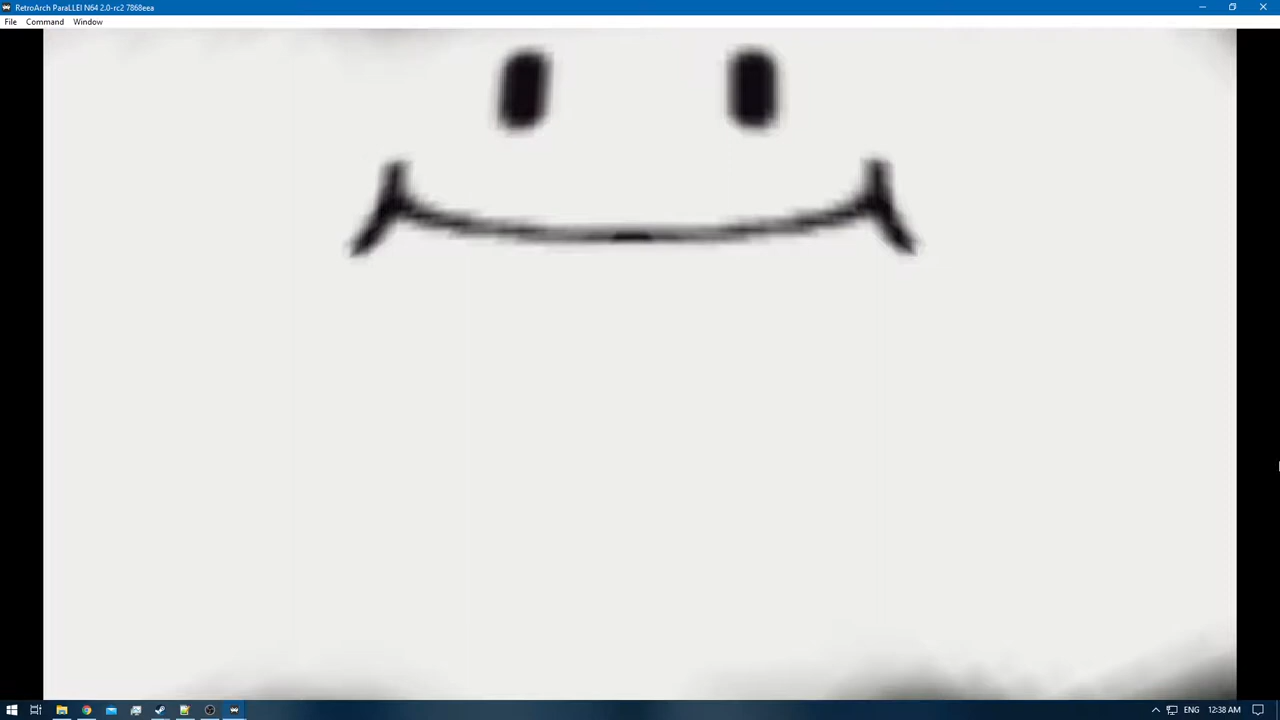 RetroArch ParaLLEl N64 2.0-rc2 7868eea
File Command Window
ENG 12:38 AM